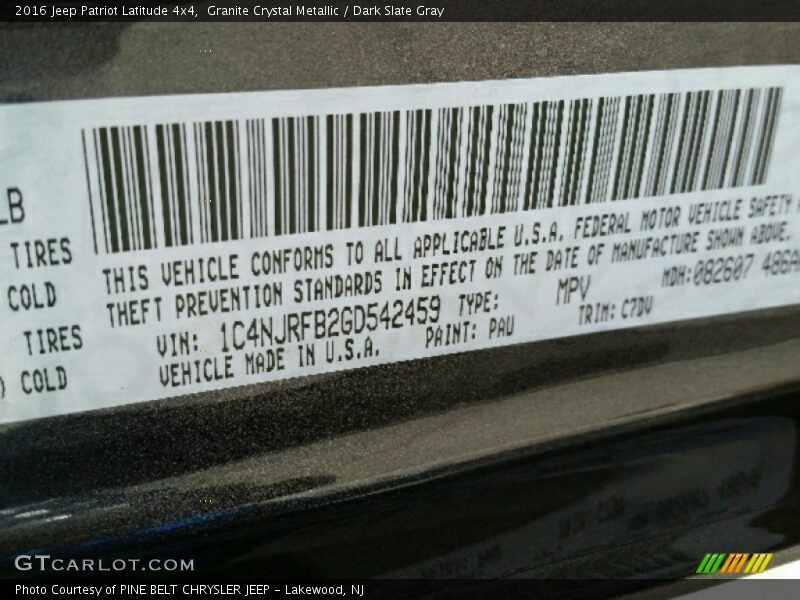 2016 Jeep Patriot Latitude 4x4,  Granite Crystal Metallic / Dark Slate Gray
LB
TIRES
COLD
TIRES
) COLD
THIS VEHICLE CONFORMS TO ALL APPLICABLE U.S.A. FEDERAL MOTOR VEHICLE SAFETY
THEFT PREVENTION STANDARDS IN EFFECT ON THE DATE OF MANUFACTURE SHOWN ABOVE.
VIN: 1C4NJRFB2GD542459 TYPE: MPV MDH:082607 486A
VEHICLE MADE IN U.S.A. PAINT: PAU TRIM: C7DV
GTCARLOT.COM
Photo Courtesy of PINE BELT CHRYSLER JEEP - Lakewood, NJ